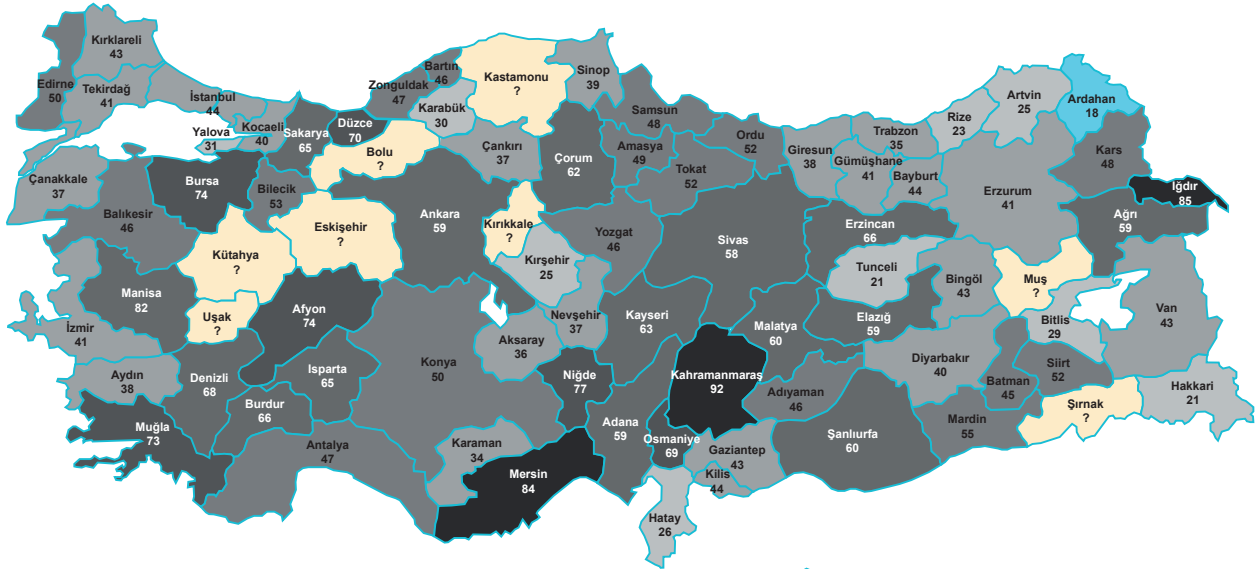 Kırklareli
43
Edirne
50
Tekirdağ
41
İstanbul
44
Yalova
31
Kocaeli
40
Sakarya
65
Düzce
70
Zonguldak
47
Bartın
46
Karabük
30
Kastamonu
?
Sinop
39
Bolu
?
Çankırı
37
Çorum
62
Samsun
48
Amasya
49
Tokat
52
Ordu
52
Giresun
38
Gümüşhane
41
Trabzon
35
Bayburt
44
Rize
23
Artvin
25
Ardahan
18
Kars
48
Iğdır
85
Ağrı
59
Erzurum
41
Erzincan
66
Çanakkale
37
Balıkesir
46
Bursa
74
Bilecik
53
Kütahya
?
Eskişehir
?
Ankara
59
Kırıkkale
?
Kırşehir
25
Yozgat
46
Sivas
58
Tunceli
21
Bingöl
43
Muş
?
Bitlis
29
Van
43
Manisa
82
Uşak
?
Afyon
74
İzmir
41
Aydın
38
Denizli
68
Isparta
65
Burdur
66
Muğla
73
Antalya
47
Konya
50
Aksaray
36
Nevşehir
37
Niğde
77
Kayseri
63
Malatya
60
Elazığ
59
Diyarbakır
40
Batman
45
Siirt
52
Şırnak
?
Hakkari
21
Mardin
55
Şanlıurfa
60
Adıyaman
46
Kahramanmaraş
92
Gaziantep
43
Kilis
44
Osmaniye
69
Adana
59
Hatay
26
Karaman
34
Mersin
84